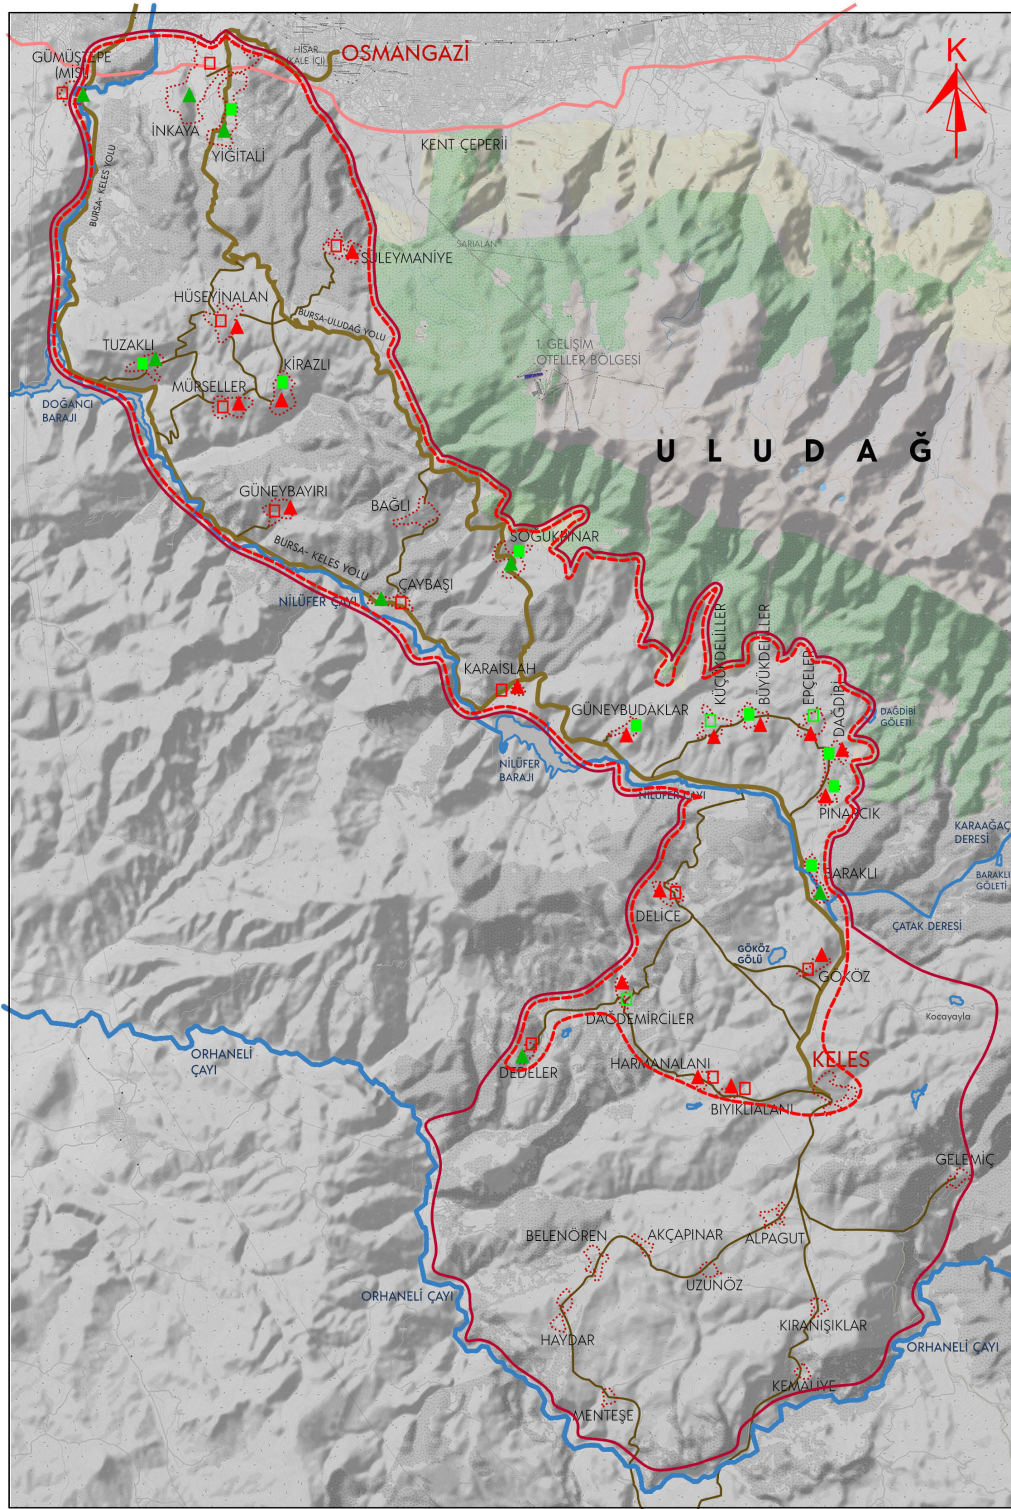 K
HİSAR
(KALE İÇİ)
OSMANGAZİ
GÜMÜŞTEPE
(MİSİ)
İNKAYA
YİĞİTALİ
KENT ÇEPERİİ
BURSA- KELES YOLU
SARIALAN
SÜLEYMANİYE
HÜSEYİNALAN
BURSA-ULUDAĞ YOLU
1. GELİŞİM
OTELLER BÖLGESİ
TUZAKLI
KİRAZLI
MÜRSELLER
DOĞANCI
BARAJI
ULUDAĞ
GÜNEYBAYIRI
BAĞLI
SOĞUKPINAR
BURSA- KELES YOLU
ÇAYBAŞI
NİLÜFER ÇAYI
KARAİSLAH
KÜÇÜKDELİLLER
BÜYÜKDELİLLER
EPÇELER
DAĞDİBİ
GÜNEYBUDAKLAR
DAĞDİBİ
GÖLETİ
NİLÜFER
BARAJI
NİLÜFER ÇAYI
PINARCIK
KARAAĞAÇ
DERESİ
BARAKLI
BARAKLI
GÖLETİ
DELİCE
ÇATAK DERESİ
GÖKÖZ
GÖLÜ
GÖKÖZ
DAĞDEMİRCİLER
Kocayayla
ORHANELİ
ÇAYI
HARMANALANI
KELES
DEDELER
BIYIKLIALANI
GELEMİÇ
BELENÖREN
AKÇAPINAR
ALPAGUT
UZUNÖZ
ORHANELİ ÇAYI
HAYDAR
KIRANIŞIKLAR
ORHANELİ ÇAYI
KEMALİYE
MENTEŞE